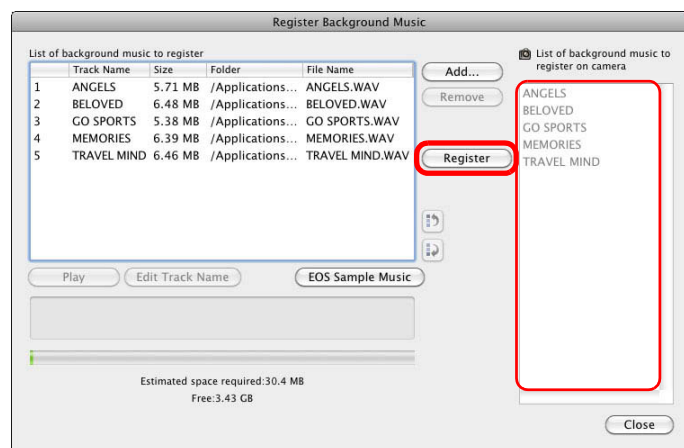 Register Background Music
List of background music to register
Track Name Size Folder File Name
1 ANGELS 5.71 MB /Applications... ANGELS.WAV
2 BELOVED 6.48 MB /Applications... BELOVED.WAV
3 GO SPORTS 5.38 MB /Applications... GO SPORTS.WAV
4 MEMORIES 6.39 MB /Applications... MEMORIES.WAV
5 TRAVEL MIND 6.46 MB /Applications... TRAVEL MIND.WAV
Add...
Remove
Register
Play
Edit Track Name
EOS Sample Music
Estimated space required:30.4 MB
Free:3.43 GB
List of background music to
register on camera
ANGELS
BELOVED
GO SPORTS
MEMORIES
TRAVEL MIND
Close